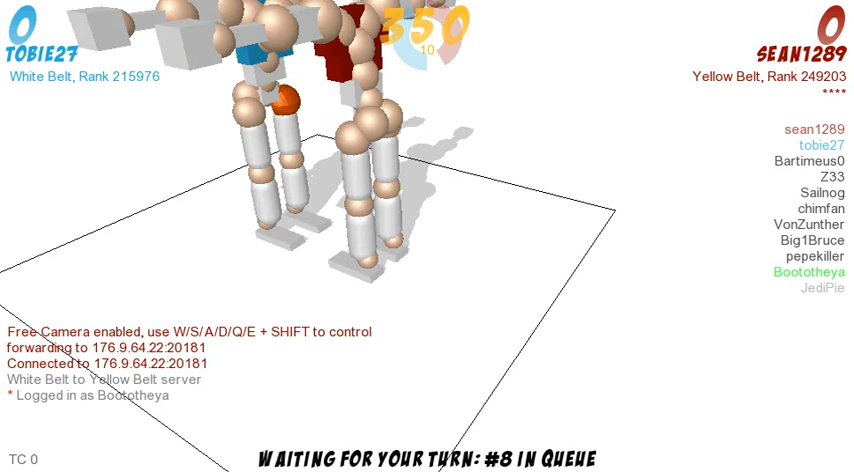 0
350
0
TOBIE27
10
SEAN1289
White Belt, Rank 215976
Yellow Belt, Rank 249203
****
sean1289
tobie27
Bartimeus0
Z33
Sailnog
chimfan
VonZunther
Big1Bruce
pepekiller
Boototheya
JediPie
Free Camera enabled, use W/S/A/D/Q/E + SHIFT to control
forwarding to 176.9.64.22:20181
Connected to 176.9.64.22:20181
White Belt to Yellow Belt server
* Logged in as Boototheya
TC 0
WAITING FOR YOUR TURN: #8 IN QUEUE